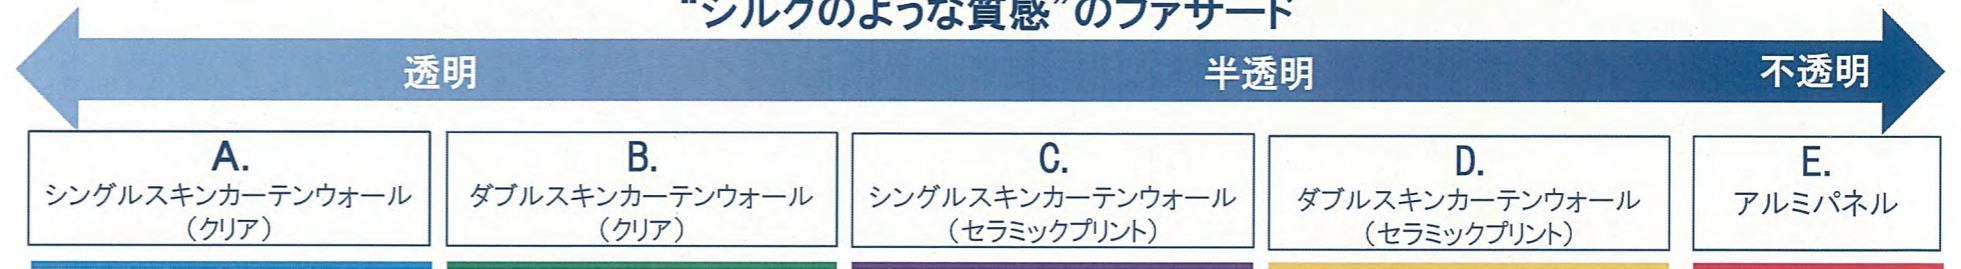 “シルクのような質感”のファサード
透明 半透明 不透明
A.
シングルスキンカーテンウォール
（クリア）
B.
ダブルスキンカーテンウォール
（クリア）
C.
シングルスキンカーテンウォール
（セラミックプリント）
D.
ダブルスキンカーテンウォール
（セラミックプリント）
E.
アルミパネル